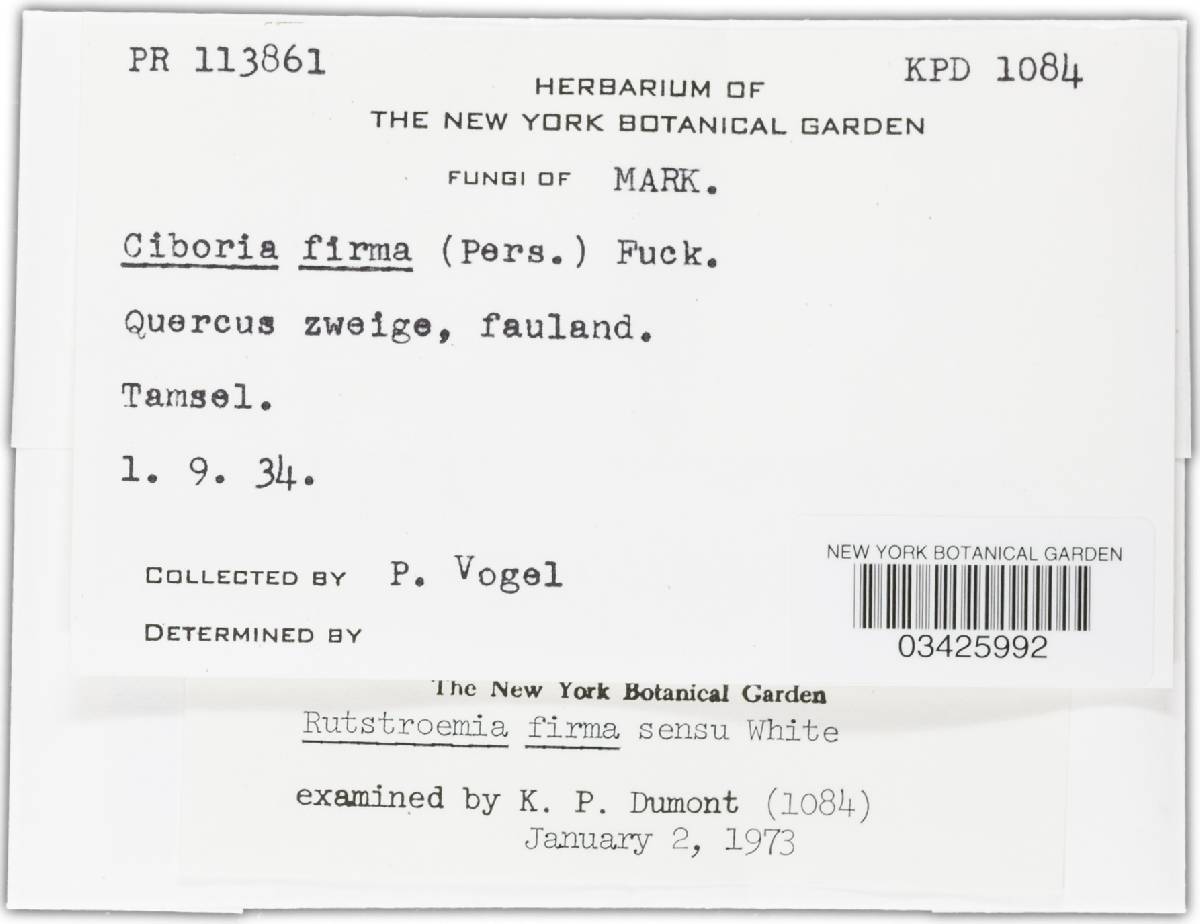 PR 113861
KPD 1084
HERBARIUM OF
THE NEW YORK BOTANICAL GARDEN
FUNGI OF MARK.
Ciboria firma (Pers.) Fuck.
Quercus zweige, fauland.
Tamsel.
1. 9. 34.
COLLECTED BY P. Vogel
DETERMINED BY
NEW YORK BOTANICAL GARDEN
03425992
The New York Botanical Garden
Rutstroemia firma sensu White
examined by K. P. Dumont (1084)
January 2, 1973